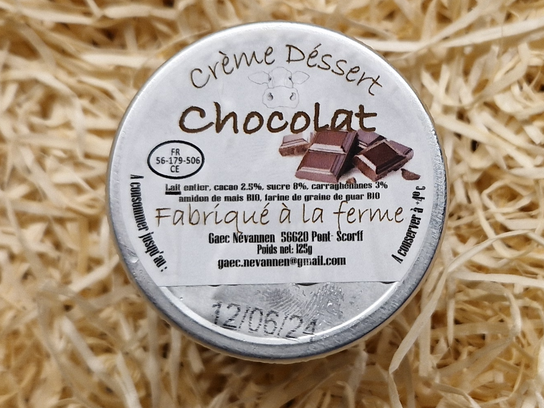 Crème Déssert
Chocolat
FR
56-179-506
CE
Lait entier, cacao 2.5%, sucre 8%, carraghénanes 3%
amidon de maïs BIO, farine de graine de guar BIO
Fabriqué à la ferme
Gaec Névannen 56620 Pont-Scorff
Poids net: 125g
gaec.nevannen@gmail.com
A consommer jusqu'au :
A conserver à 4° C
12/06/24